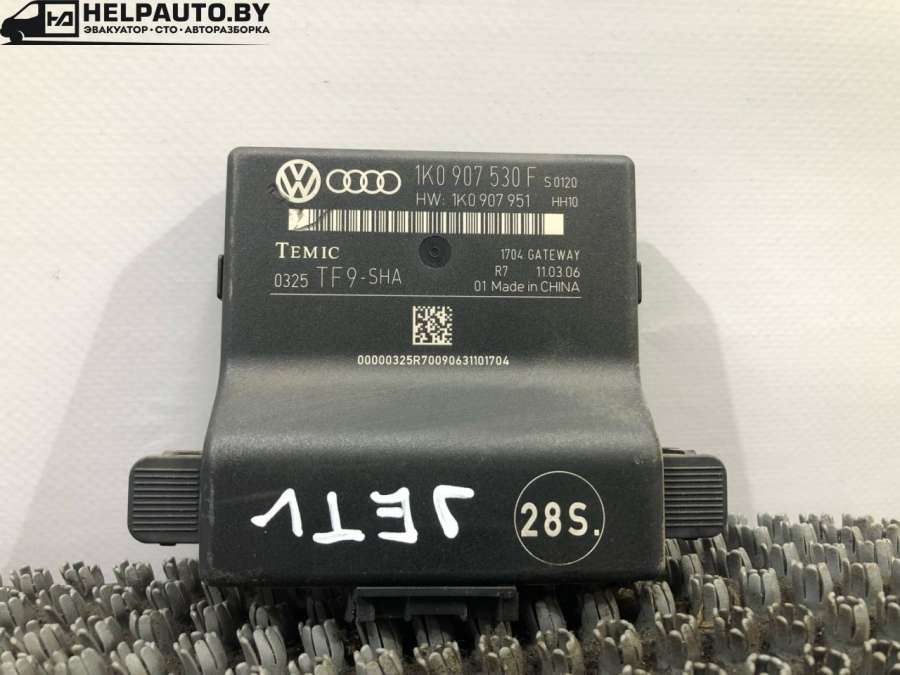 HELPAUTO.BY
ЭВАКУАТОР • СТО • АВТОРАЗБОРКА
1K0 907 530 F S 0120
HW: 1K0 907 951 HH10
TEMIC
1704 GATEWAY
0325 TF9-SHA
R7 11.03.06
01 Made in CHINA
00000325R70090631101704
JETV
28S.